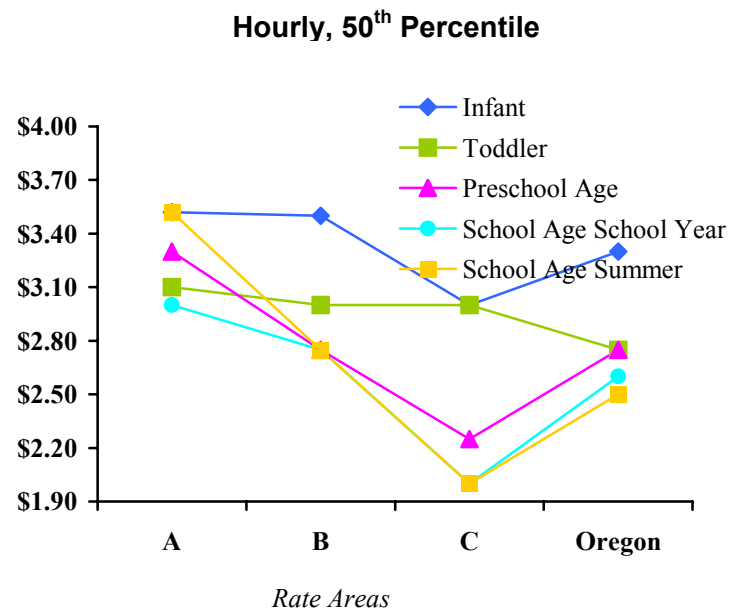 Hourly, 50th Percentile
Infant
Toddler
Preschool Age
School Age School Year
School Age Summer
$4.00
$3.70
$3.40
$3.10
$2.80
$2.50
$2.20
$1.90
A B C Oregon
Rate Areas